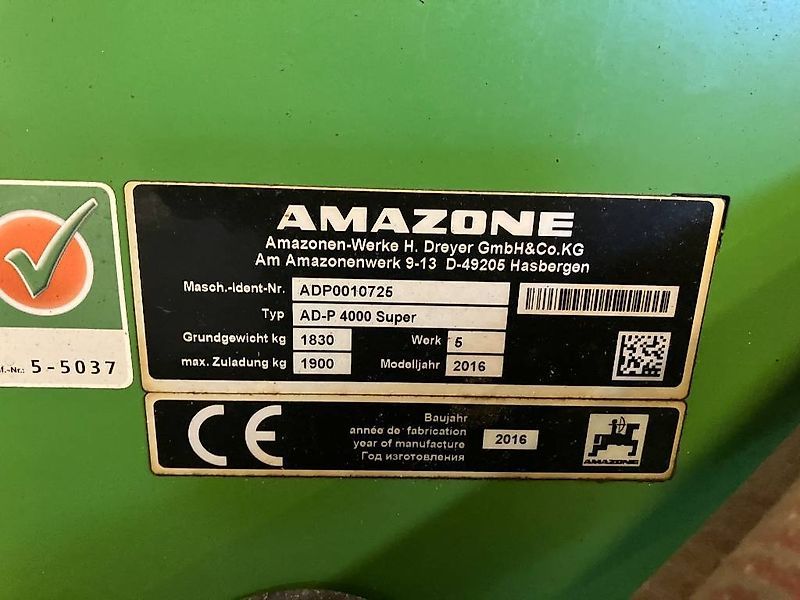 AMAZONE
Amazonen-Werke H. Dreyer GmbH&Co.KG
Am Amazonenwerk 9-13 D-49205 Hasbergen
Masch.-Ident-Nr. ADP0010725
Typ AD-P 4000 Super
Grundgewicht kg 1830 Werk 5
max. Zuladung kg 1900 Modelljahr 2016
5-5037
CE
Baujahr
année de fabrication
year of manufacture 2016
Год изготовления
AMAZONE